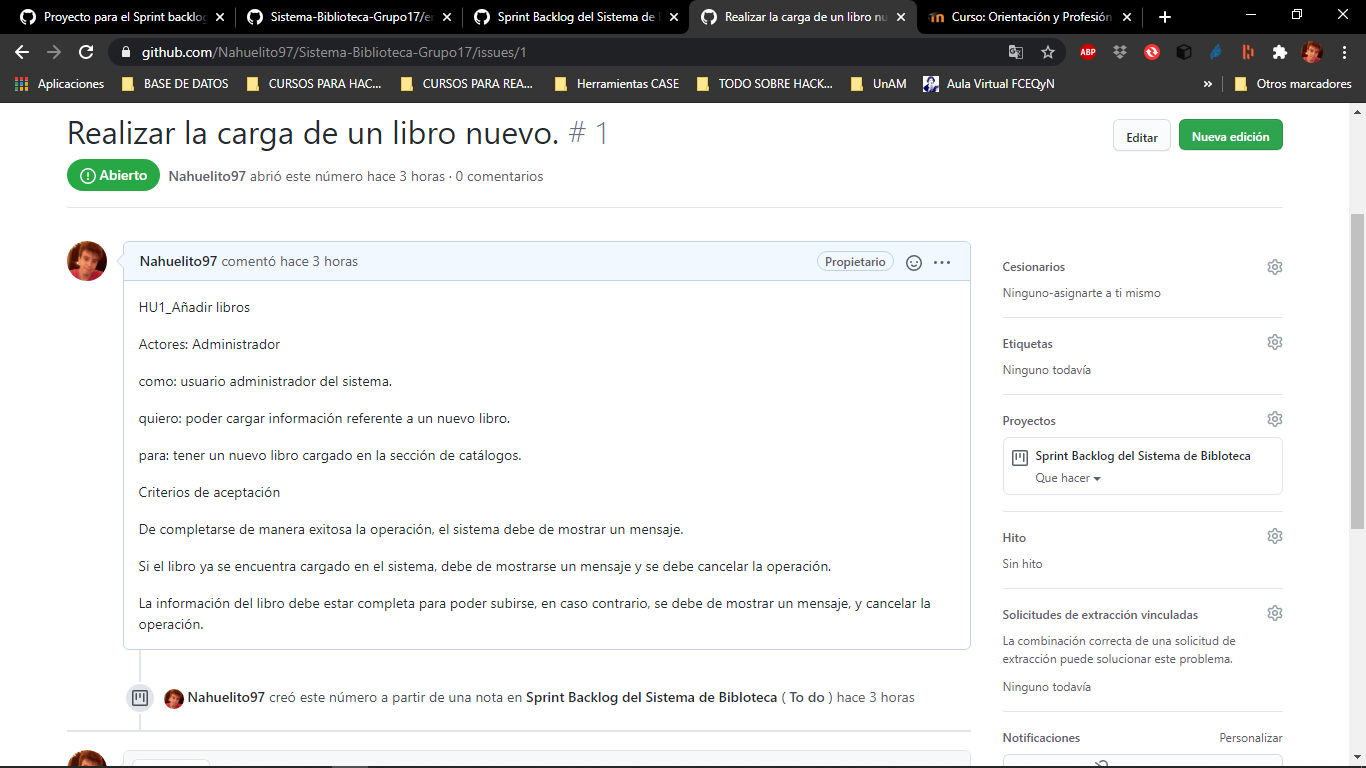 Proyecto para el Sprint backlog
Sistema-Biblioteca-Grupo17/e
Sprint Backlog del Sistema de
Realizar la carga de un libro nu
Curso: Orientación y Profesión
github.com/Nahuelito97/Sistema-Biblioteca-Grupo17/issues/1
ABP
Aplicaciones
BASE DE DATOS
CURSOS PARA HAC...
CURSOS PARA REA...
Herramientas CASE
TODO SOBRE HACK...
UnAM
Aula Virtual FCEQyN
»
Otros marcadores
Realizar la carga de un libro nuevo. # 1
Editar
Nueva edición
Abierto
Nahuelito97 abrió este número hace 3 horas · 0 comentarios
Nahuelito97 comentó hace 3 horas
Propietario
HU1_Añadir libros
Actores: Administrador
como: usuario administrador del sistema.
quiero: poder cargar información referente a un nuevo libro.
para: tener un nuevo libro cargado en la sección de catálogos.
Criterios de aceptación
De completarse de manera exitosa la operación, el sistema debe de mostrar un mensaje.
Si el libro ya se encuentra cargado en el sistema, debe de mostrarse un mensaje y se debe cancelar la operación.
La información del libro debe estar completa para poder subirse, en caso contrario, se debe de mostrar un mensaje, y cancelar la
operación.
Nahuelito97 creó este número a partir de una nota en Sprint Backlog del Sistema de Bibloteca ( To do ) hace 3 horas
Cesionarios
Ninguno-asignarte a ti mismo
Etiquetas
Ninguno todavía
Proyectos
Sprint Backlog del Sistema de Bibloteca
Que hacer
Hito
Sin hito
Solicitudes de extracción vinculadas
La combinación correcta de una solicitud de
extracción puede solucionar este problema.
Ninguno todavía
Notificaciones
Personalizar